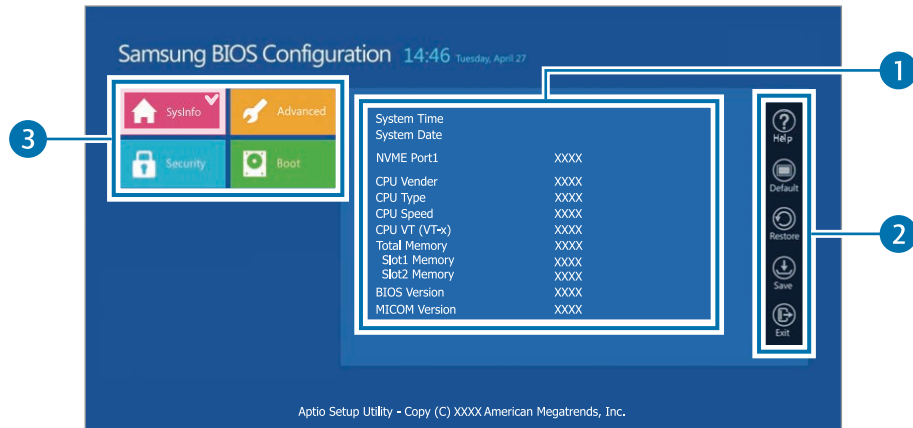 Samsung BIOS Configuration 14:46 Tuesday, April 27
1
3
SysInfo Advanced
Security Boot
System Time
System Date
NVME Port1 XXXX
CPU Vender XXXX
CPU Type XXXX
CPU Speed XXXX
CPU VT (VT-x) XXXX
Total Memory XXXX
Slot1 Memory XXXX
Slot2 Memory XXXX
BIOS Version XXXX
MICOM Version XXXX
Help
Default
Restore
Save
Exit
2
Aptio Setup Utility - Copy (C) XXXX American Megatrends, Inc.